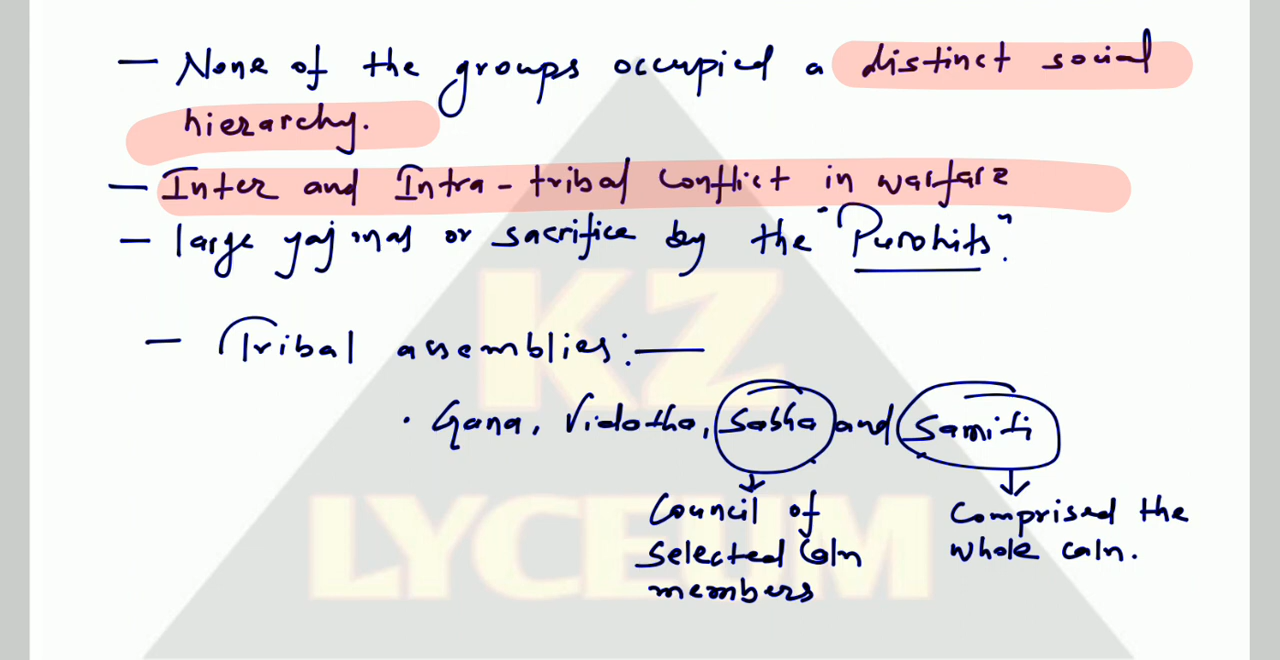 — None of the groups occupied a distinct social
hierarchy.
— Inter and Intra-tribal conflict in warfare
— large yajnas or sacrifice by the "Purohits".
— Tribal assemblies:—
· Gana, Vidatha, Sabha and Samiti
Council of
selected caln
members
Comprised the
whole caln.
KZ
LYCEUM